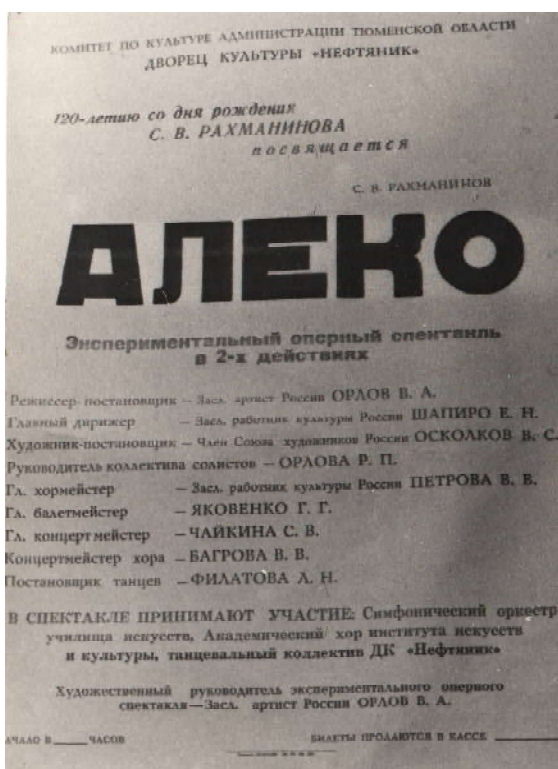 КОМИТЕТ ПО КУЛЬТУРЕ АДМИНИСТРАЦИИ ТЮМЕНСКОЙ ОБЛАСТИ
ДВОРЕЦ КУЛЬТУРЫ «НЕФТЯНИК»
120-летию со дня рождения
С. В. РАХМАНИНОВА
посвящается
С. В. РАХМАНИНОВ
АЛЕКО
Экспериментальный оперный спектакль
в 2-х действиях
Режиссер-постановщик — Засл. артист России ОРЛОВ В. А.
Главный дирижер — Засл. работник культуры России ШАПИРО Е. Н.
Художник-постановщик — Член Союза художников России ОСКОЛКОВ В. С.
Руководитель коллектива солистов — ОРЛОВА Р. П.
Гл. хормейстер — Засл. работник культуры России ПЕТРОВА В. В.
Гл. балетмейстер — ЯКОВЕНКО Г. Г.
Гл. концертмейстер — ЧАЙКИНА С. В.
Концертмейстер хора — БАГРОВА В. В.
Постановщик танцев — ФИЛАТОВА Л. Н.
В СПЕКТАКЛЕ ПРИНИМАЮТ УЧАСТИЕ: Симфонический оркестр
училища искусств, Академический хор института искусств
и культуры, танцевальный коллектив ДК «Нефтяник»
Художественный руководитель экспериментального оперного
спектакля — Засл. артист России ОРЛОВ В. А.
АЧАЛО В ____ ЧАСОВ БИЛЕТЫ ПРОДАЮТСЯ В КАССЕ ____